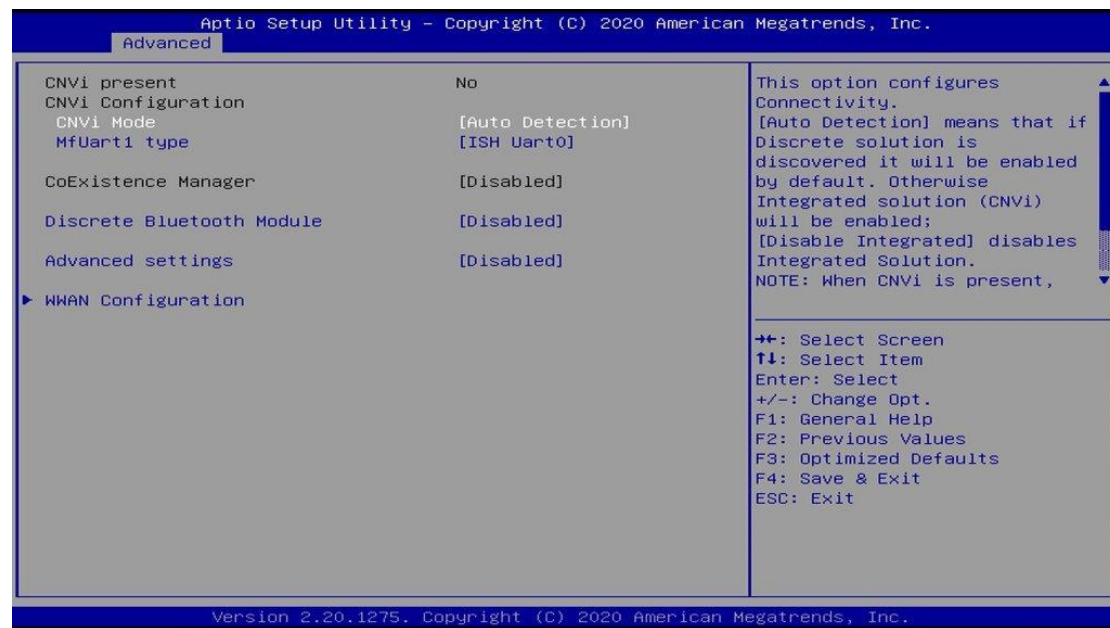 Aptio Setup Utility – Copyright (C) 2020 American Megatrends, Inc.
Advanced
CNVi present No
CNVi Configuration
CNVi Mode [Auto Detection]
MfUart1 type [ISH Uart0]
CoExistence Manager [Disabled]
Discrete Bluetooth Module [Disabled]
Advanced settings [Disabled]
▶ WWAN Configuration
This option configures
Connectivity.
[Auto Detection] means that if
Discrete solution is
discovered it will be enabled
by default. Otherwise
Integrated solution (CNVi)
will be enabled;
[Disable Integrated] disables
Integrated Solution.
NOTE: When CNVi is present,
→←: Select Screen
↑↓: Select Item
Enter: Select
+/-: Change Opt.
F1: General Help
F2: Previous Values
F3: Optimized Defaults
F4: Save & Exit
ESC: Exit
Version 2.20.1275. Copyright (C) 2020 American Megatrends, Inc.